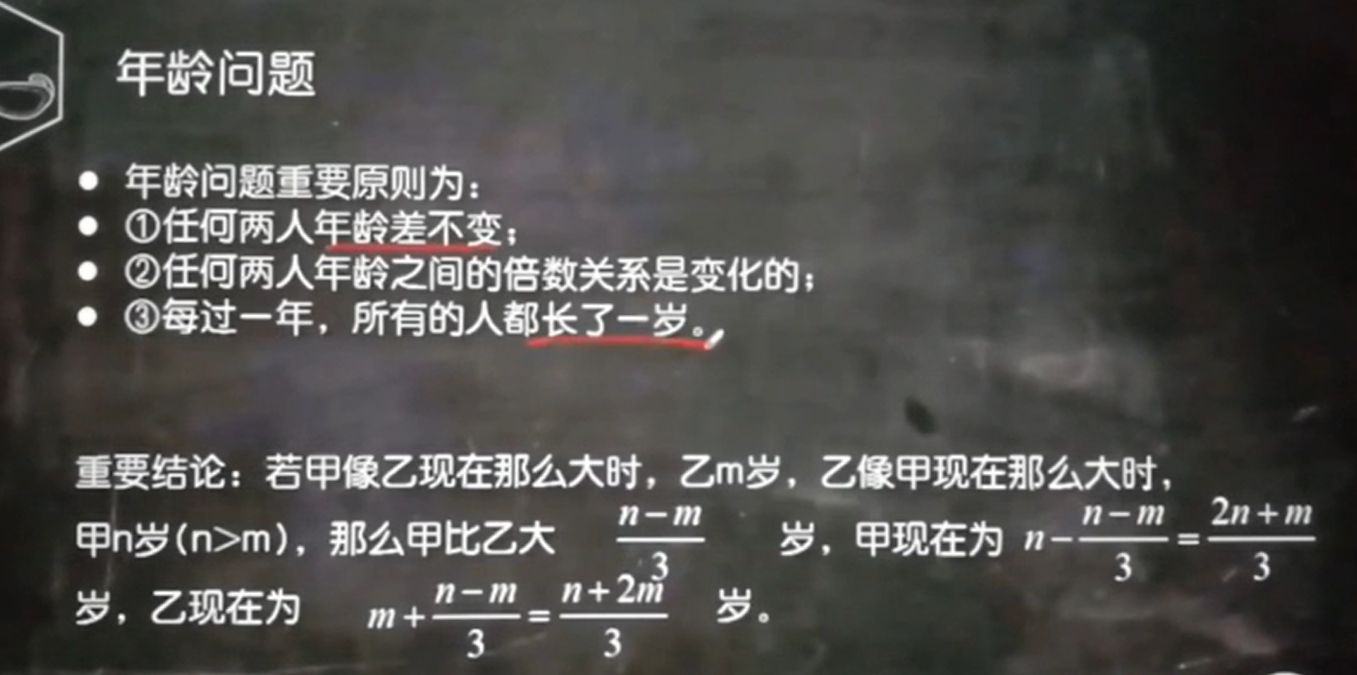 年龄问题
● 年龄问题重要原则为：
● ①任何两人年龄差不变；
● ②任何两人年龄之间的倍数关系是变化的；
● ③每过一年，所有的人都长了一岁。
重要结论：若甲像乙现在那么大时，乙m岁，乙像甲现在那么大时，
甲n岁(n>m)，那么甲比乙大 (n-m)/3 岁，甲现在为 n-(n-m)/3=(2n+m)/3
岁，乙现在为 m+(n-m)/3=(n+2m)/3 岁。